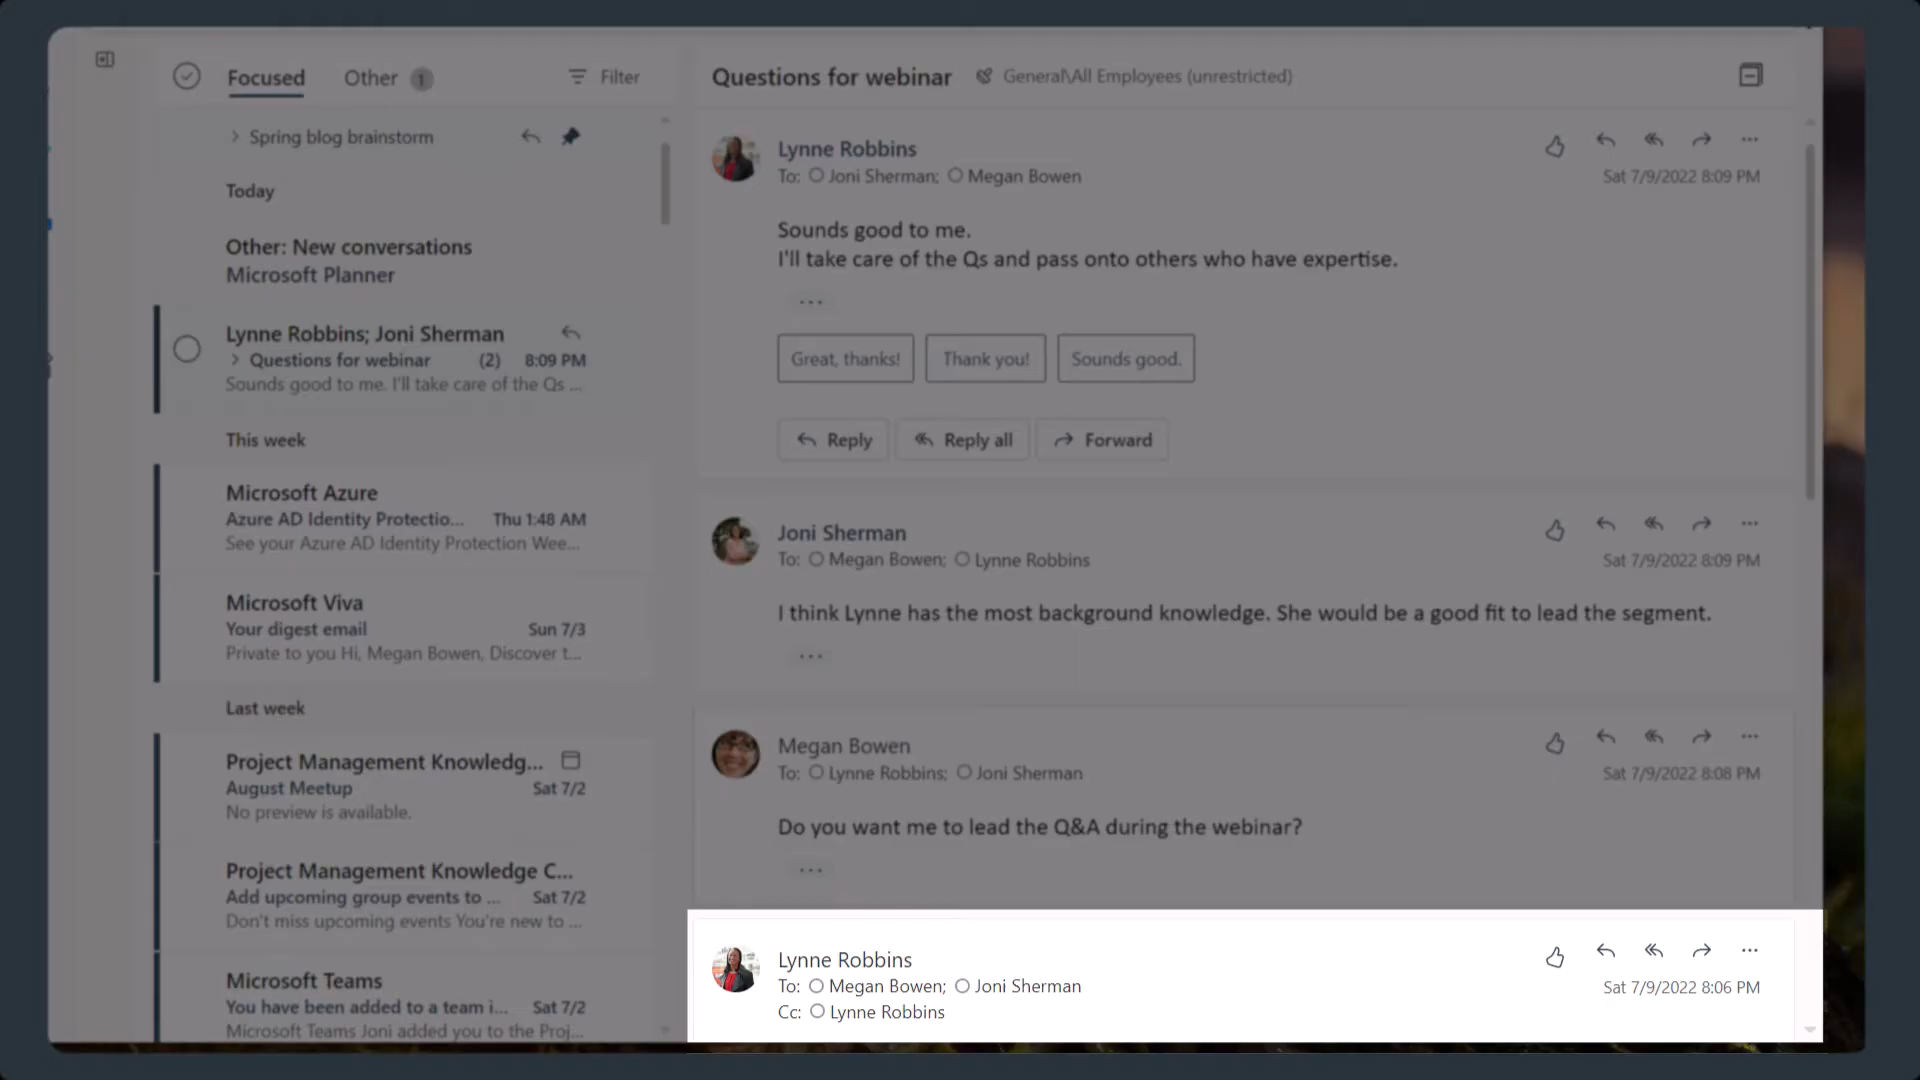 Focused
Other 1
Filter
Spring blog brainstorm
Today
Other: New conversations
Microsoft Planner
Lynne Robbins; Joni Sherman
Questions for webinar (2) 8:09 PM
Sounds good to me. I'll take care of the Qs ...
This week
Microsoft Azure
Azure AD Identity Protectio... Thu 1:48 AM
See your Azure AD Identity Protection Wee...
Microsoft Viva
Your digest email Sun 7/3
Private to you Hi, Megan Bowen, Discover t...
Last week
Project Management Knowledg...
August Meetup Sat 7/2
No preview is available.
Project Management Knowledge C...
Add upcoming group events to ... Sat 7/2
Don't miss upcoming events You're new to ...
Microsoft Teams
You have been added to a team i... Sat 7/2
Microsoft Teams Joni added you to the Proj...
Questions for webinar General\All Employees (unrestricted)
Lynne Robbins
To: Joni Sherman; Megan Bowen
Sat 7/9/2022 8:09 PM
Sounds good to me.
I'll take care of the Qs and pass onto others who have expertise.
...
Great, thanks! Thank you! Sounds good.
Reply Reply all Forward
Joni Sherman
To: Megan Bowen; Lynne Robbins
Sat 7/9/2022 8:09 PM
I think Lynne has the most background knowledge. She would be a good fit to lead the segment.
...
Megan Bowen
To: Lynne Robbins; Joni Sherman
Sat 7/9/2022 8:08 PM
Do you want me to lead the Q&A during the webinar?
...
Lynne Robbins
To: Megan Bowen; Joni Sherman
Sat 7/9/2022 8:06 PM
Cc: Lynne Robbins